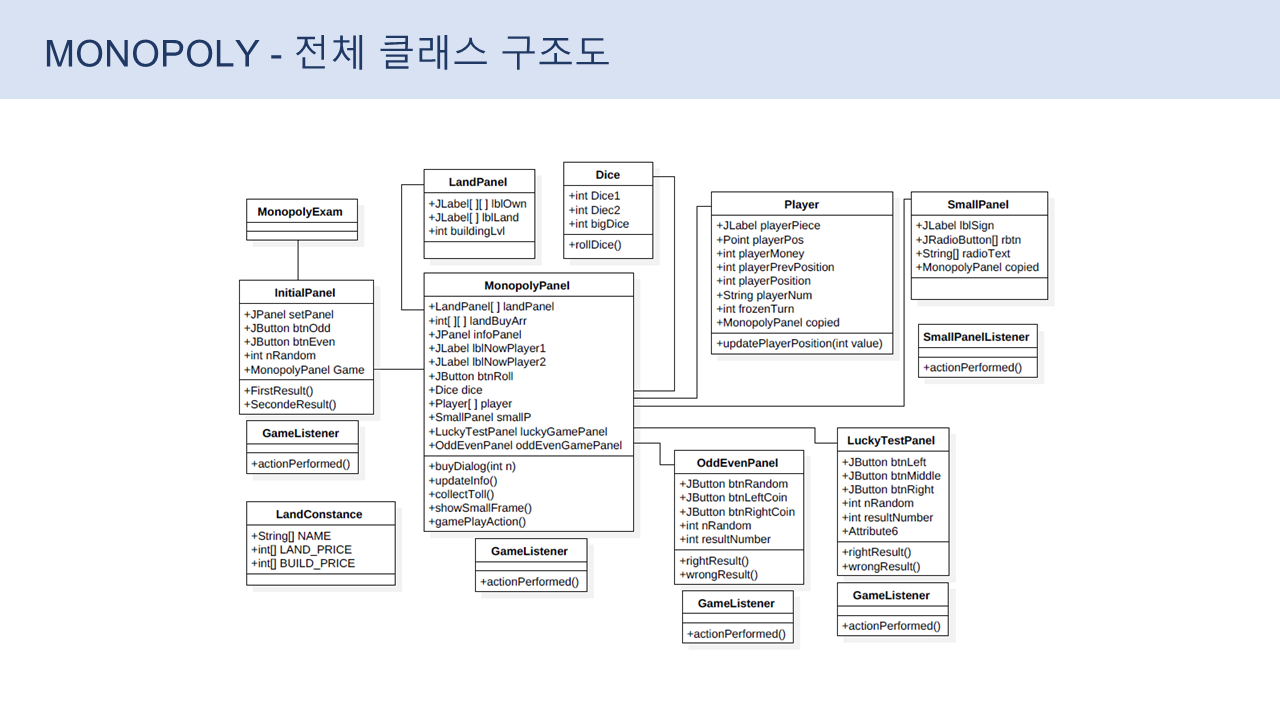 MONOPOLY - 전체 클래스 구조도
MonopolyExam
InitialPanel
+JPanel setPanel
+JButton btnOdd
+JButton btnEven
+int nRandom
+MonopolyPanel Game
+FirstResult()
+SecondeResult()
GameListener
+actionPerformed()
LandConstance
+String[] NAME
+int[] LAND_PRICE
+int[] BUILD_PRICE
LandPanel
+JLabel[ ][ ] lblOwn
+JLabel[ ] lblLand
+int buildingLvl
Dice
+int Dice1
+int Diec2
+int bigDice
+rollDice()
MonopolyPanel
+LandPanel[ ] landPanel
+int[ ][ ] landBuyArr
+JPanel infoPanel
+JLabel lblNowPlayer1
+JLabel lblNowPlayer2
+JButton btnRoll
+Dice dice
+Player[ ] player
+SmallPanel smallP
+LuckyTestPanel luckyGamePanel
+OddEvenPanel oddEvenGamePanel
+buyDialog(int n)
+updateInfo()
+collectToll()
+showSmallFrame()
+gamePlayAction()
GameListener
+actionPerformed()
Player
+JLabel playerPiece
+Point playerPos
+int playerMoney
+int playerPrevPosition
+int playerPosition
+String playerNum
+int frozenTurn
+MonopolyPanel copied
+updatePlayerPosition(int value)
SmallPanel
+JLabel lblSign
+JRadioButton[] rbtn
+String[] radioText
+MonopolyPanel copied
SmallPanelListener
+actionPerformed()
OddEvenPanel
+JButton btnRandom
+JButton btnLeftCoin
+JButton btnRightCoin
+int nRandom
+int resultNumber
+rightResult()
+wrongResult()
GameListener
+actionPerformed()
LuckyTestPanel
+JButton btnLeft
+JButton btnMiddle
+JButton btnRight
+int nRandom
+int resultNumber
+Attribute6
+rightResult()
+wrongResult()
GameListener
+actionPerformed()